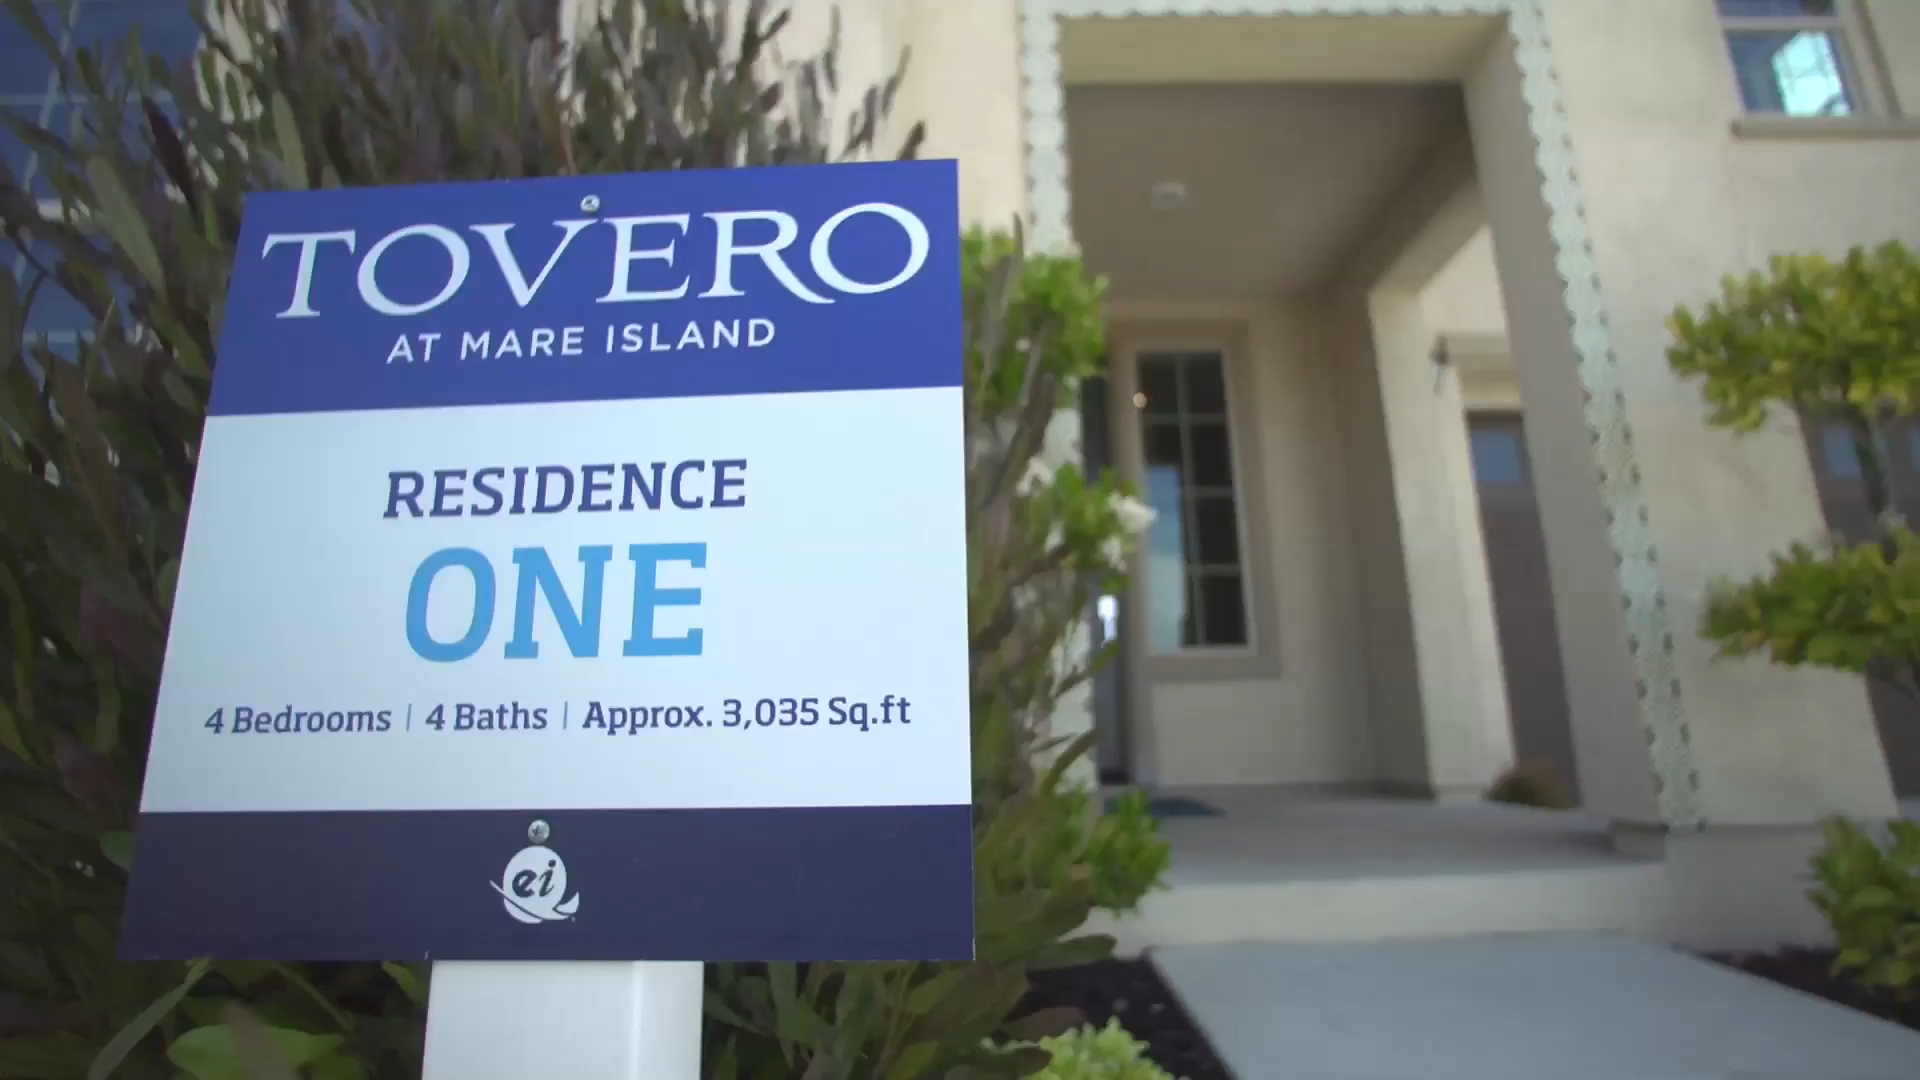 TOVERO
AT MARE ISLAND
RESIDENCE
ONE
4 Bedrooms | 4 Baths | Approx. 3,035 Sq.ft
ei